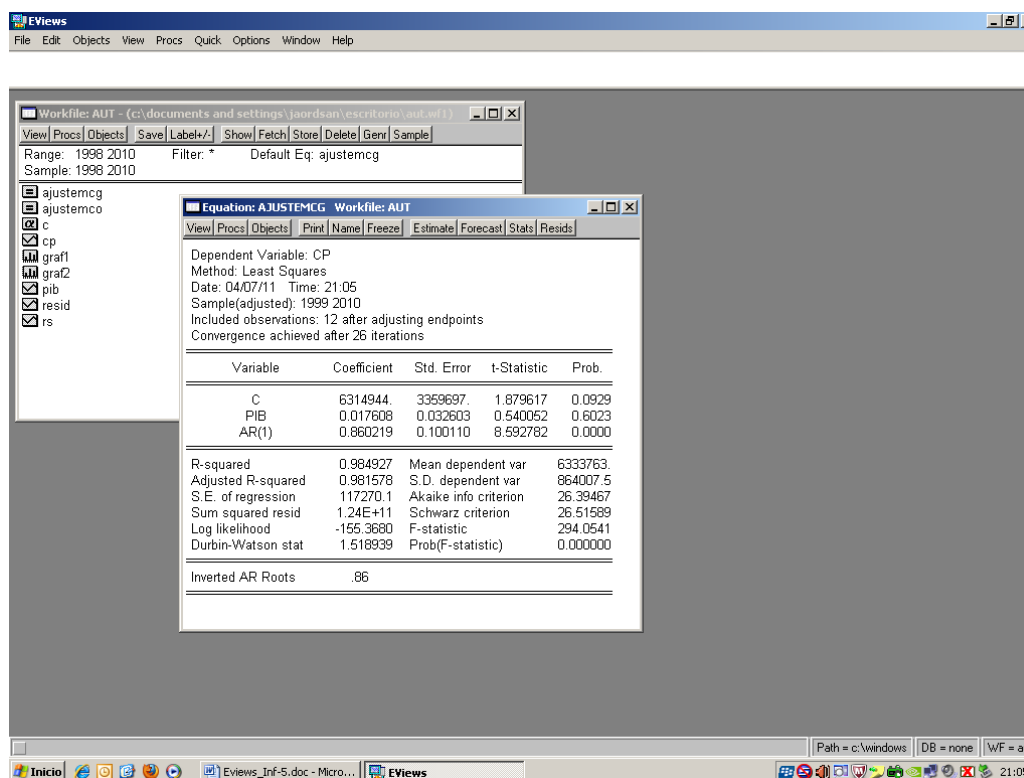 EViews
File Edit Objects View Procs Quick Options Window Help
Workfile: AUT - (c:\documents and settings\jaordsan\escritorio\aut.wf1)
View Procs Objects Save Label+/- Show Fetch Store Delete Genr Sample
Range: 1998 2010 Filter: * Default Eq: ajustemcg
Sample: 1998 2010
ajustemcg
ajustemco
c
cp
graf1
graf2
pib
resid
rs
Equation: AJUSTEMCG Workfile: AUT
View Procs Objects Print Name Freeze Estimate Forecast Stats Resids
Dependent Variable: CP
Method: Least Squares
Date: 04/07/11 Time: 21:05
Sample(adjusted): 1999 2010
Included observations: 12 after adjusting endpoints
Convergence achieved after 26 iterations
Variable Coefficient Std. Error t-Statistic Prob.
C 6314944. 3359697. 1.879617 0.0929
PIB 0.017608 0.032603 0.540052 0.6023
AR(1) 0.860219 0.100110 8.592782 0.0000
R-squared 0.984927 Mean dependent var 6333763.
Adjusted R-squared 0.981578 S.D. dependent var 864007.5
S.E. of regression 117270.1 Akaike info criterion 26.39467
Sum squared resid 1.24E+11 Schwarz criterion 26.51589
Log likelihood -155.3680 F-statistic 294.0541
Durbin-Watson stat 1.518939 Prob(F-statistic) 0.000000
Inverted AR Roots .86
Path = c:\windows DB = none WF = a
Inicio Eviews_Inf-5.doc - Micro... EViews 21:05